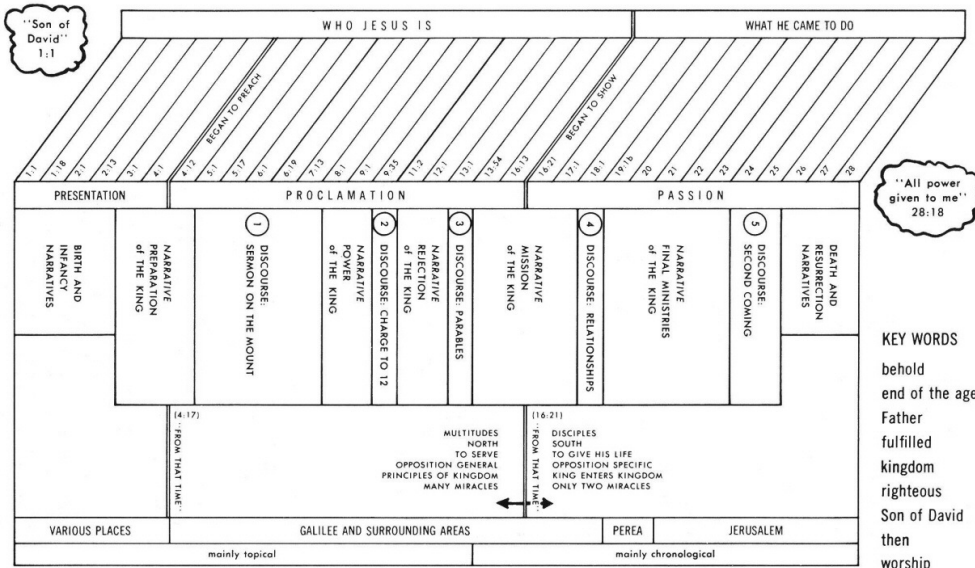 "Son of
David"
1:1
WHO JESUS IS
WHAT HE CAME TO DO
BEGAN TO PREACH
BEGAN TO SHOW
1:1
1:18
2:1
2:13
3:1
4:1
4:12
5:1
5:17
6:1
6:19
7:13
8:1
9:1
9:35
11:2
12:1
13:1
13:54
16:13
16:21
17:1
18:1
19:1b
20
21
22
23
24
25
26
27
28
"All power
given to me"
28:18
PRESENTATION
PROCLAMATION
PASSION
BIRTH AND
INFANCY
NARRATIVES
NARRATIVE
PREPARATION
of THE KING
1
DISCOURSE:
SERMON ON THE MOUNT
NARRATIVE
POWER
of THE KING
2
DISCOURSE: CHARGE TO 12
NARRATIVE
REJECTION
of THE KING
3
DISCOURSE: PARABLES
NARRATIVE
MISSION
of THE KING
4
DISCOURSE: RELATIONSHIPS
NARRATIVE
FINAL MINISTRIES
of THE KING
5
DISCOURSE:
SECOND COMING
DEATH AND
RESURRECTION
NARRATIVES
(4:17)
"FROM THAT TIME"
MULTITUDES
NORTH
TO SERVE
OPPOSITION GENERAL
PRINCIPLES OF KINGDOM
MANY MIRACLES
(16:21)
"FROM THAT TIME"
DISCIPLES
SOUTH
TO GIVE HIS LIFE
OPPOSITION SPECIFIC
KING ENTERS KINGDOM
ONLY TWO MIRACLES
VARIOUS PLACES
GALILEE AND SURROUNDING AREAS
PEREA
JERUSALEM
mainly topical
mainly chronological
KEY WORDS
behold
end of the age
Father
fulfilled
kingdom
righteous
Son of David
then
worship